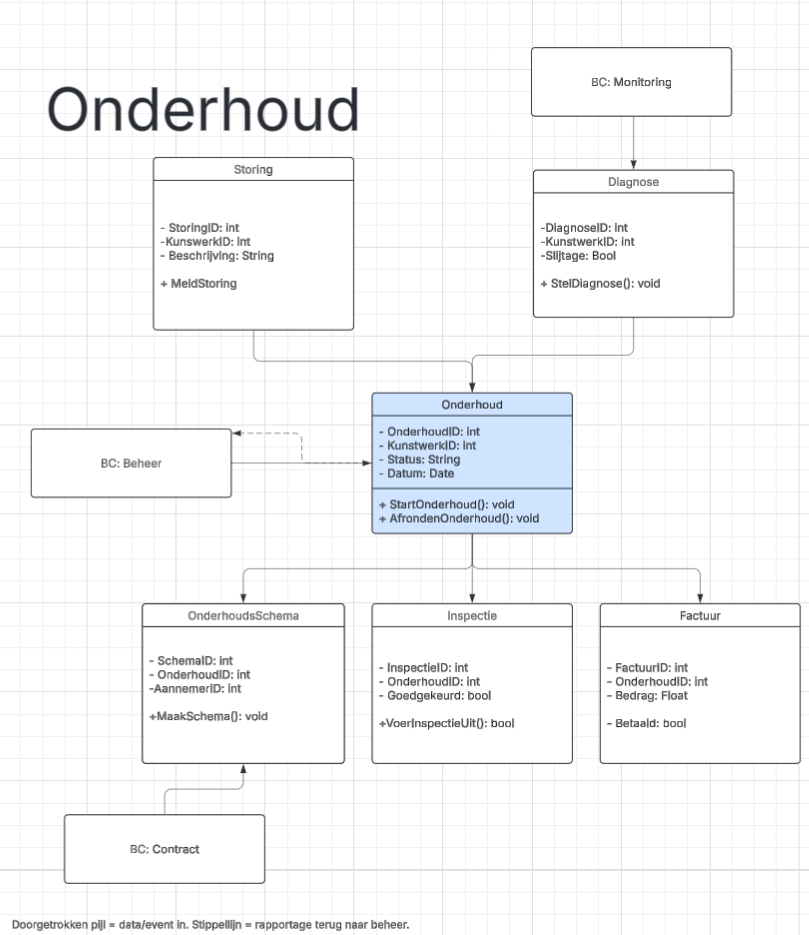 Onderhoud
BC: Monitoring
Storing
- StoringID: int
-KunswerkID: int
- Beschrijving: String
+ MeldStoring
Diagnose
-DiagnoseID: int
-KunstwerkID: int
-Slijtage: Bool
+ StelDiagnose(): void
Onderhoud
- OnderhoudID: int
- KunstwerkID: int
- Status: String
- Datum: Date
+ StartOnderhoud(): void
+ AfrondenOnderhoud(): void
BC: Beheer
OnderhoudsSchema
- SchemaID: int
- OnderhoudID: int
-AannemerID: int
+MaakSchema(): void
Inspectie
- InspectieID: int
- OnderhoudID: int
- Goedgekeurd: bool
+VoerInspectieUit(): bool
Factuur
- FactuurID: int
- OnderhoudID: int
- Bedrag: Float
- Betaald: bool
BC: Contract
Doorgetrokken pijl = data/event in. Stippellijn = rapportage terug naar beheer.